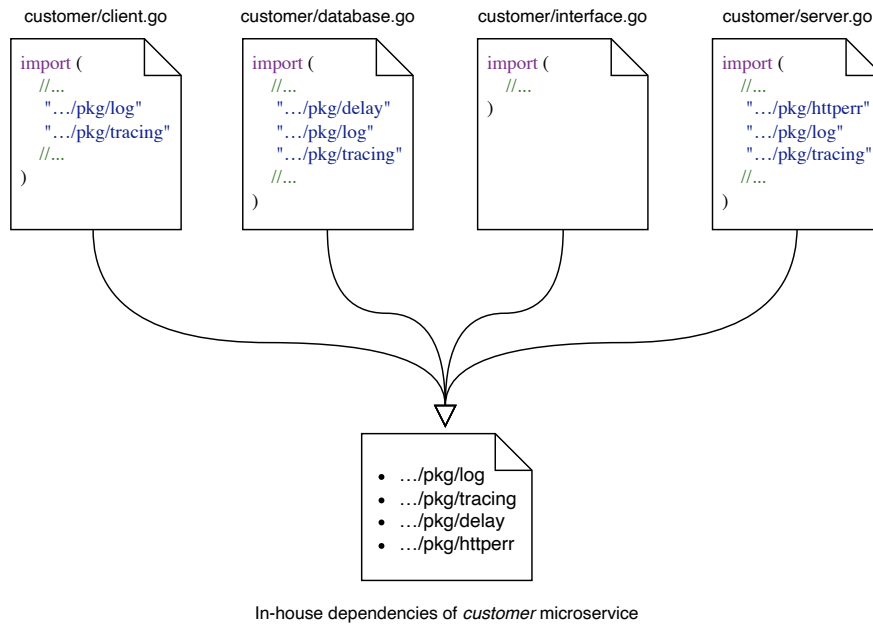 customer/client.go
import (
//...
"…/pkg/log"
"…/pkg/tracing"
//...
)
customer/database.go
import (
//...
"…/pkg/delay"
"…/pkg/log"
"…/pkg/tracing"
//...
)
customer/interface.go
import (
//...
)
customer/server.go
import (
//...
"…/pkg/httperr"
"…/pkg/log"
"…/pkg/tracing"
//...
)
• …/pkg/log
• …/pkg/tracing
• …/pkg/delay
• …/pkg/httperr
In-house dependencies of customer microservice